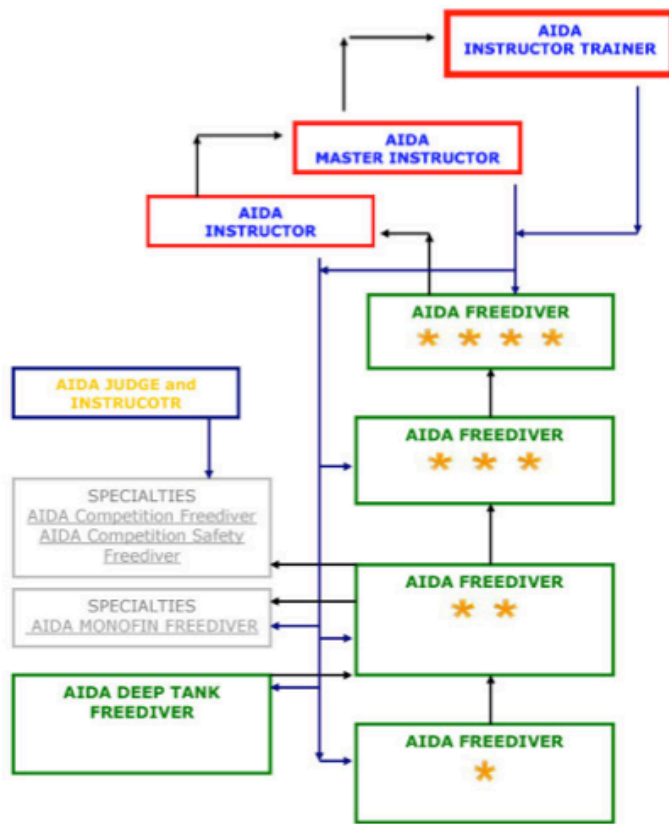 AIDA
INSTRUCTOR TRAINER
AIDA
MASTER INSTRUCTOR
AIDA
INSTRUCTOR
AIDA FREEDIVER
* * * *
AIDA JUDGE and
INSTRUCOTR
AIDA FREEDIVER
* * *
SPECIALTIES
AIDA Competition Freediver
AIDA Competition Safety
Freediver
AIDA FREEDIVER
* *
SPECIALTIES
AIDA MONOFIN FREEDIVER
AIDA DEEP TANK
FREEDIVER
AIDA FREEDIVER
*